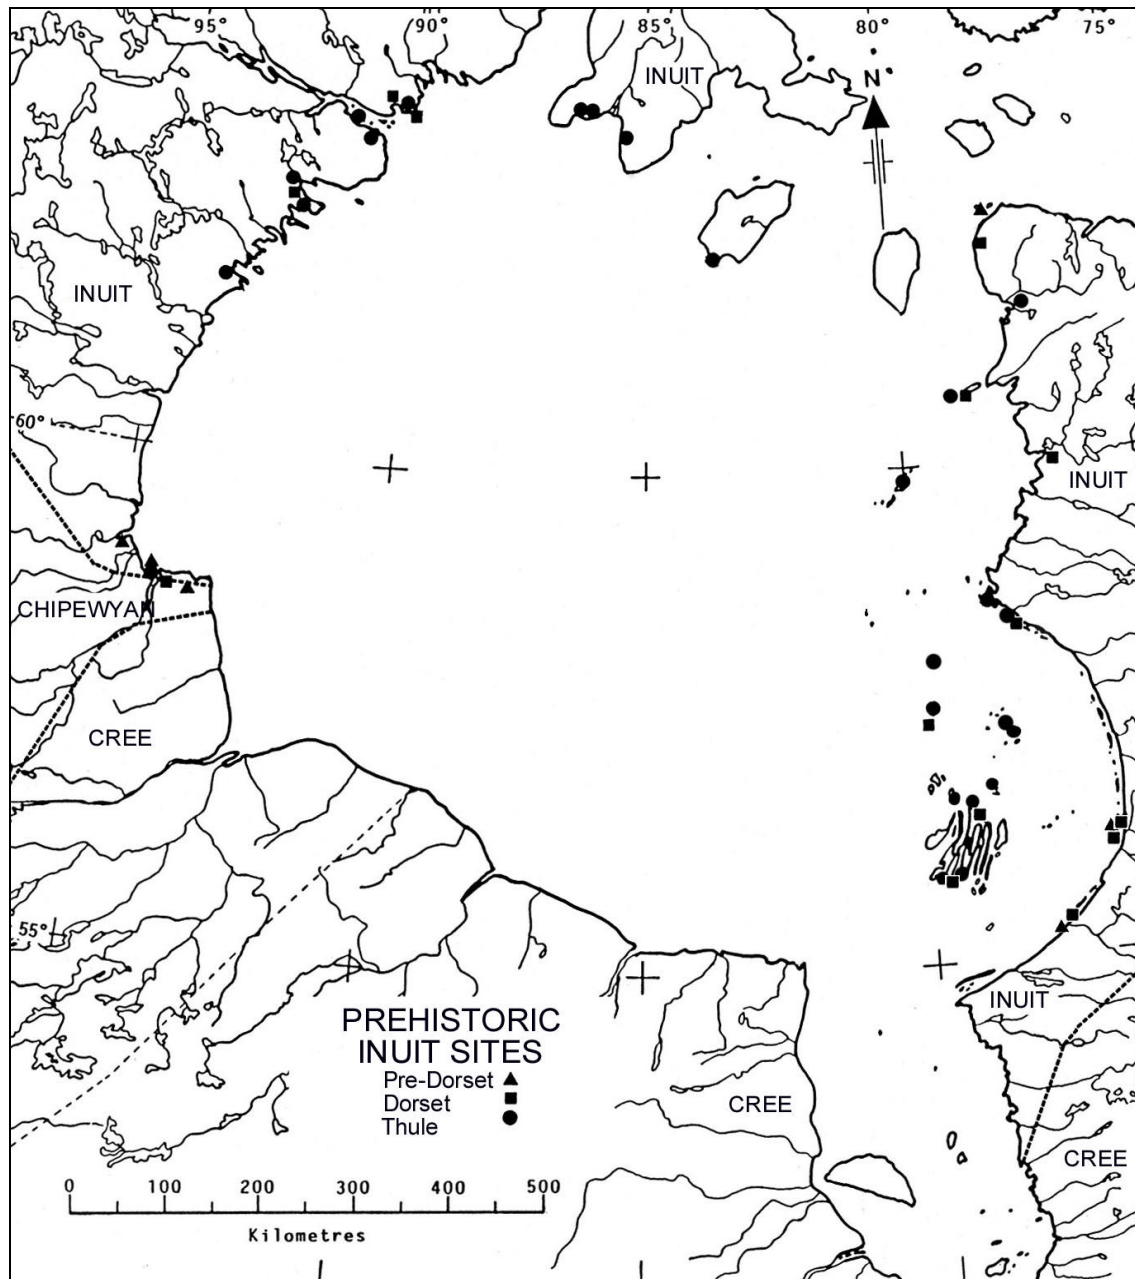 95°
90°
85°
80°
75°
INUIT
N
INUIT
60°
INUIT
CHIPEWYAN
CREE
55°
INUIT
PREHISTORIC
INUIT SITES
Pre-Dorset
Dorset
Thule
CREE
CREE
0 100 200 300 400 500
Kilometres